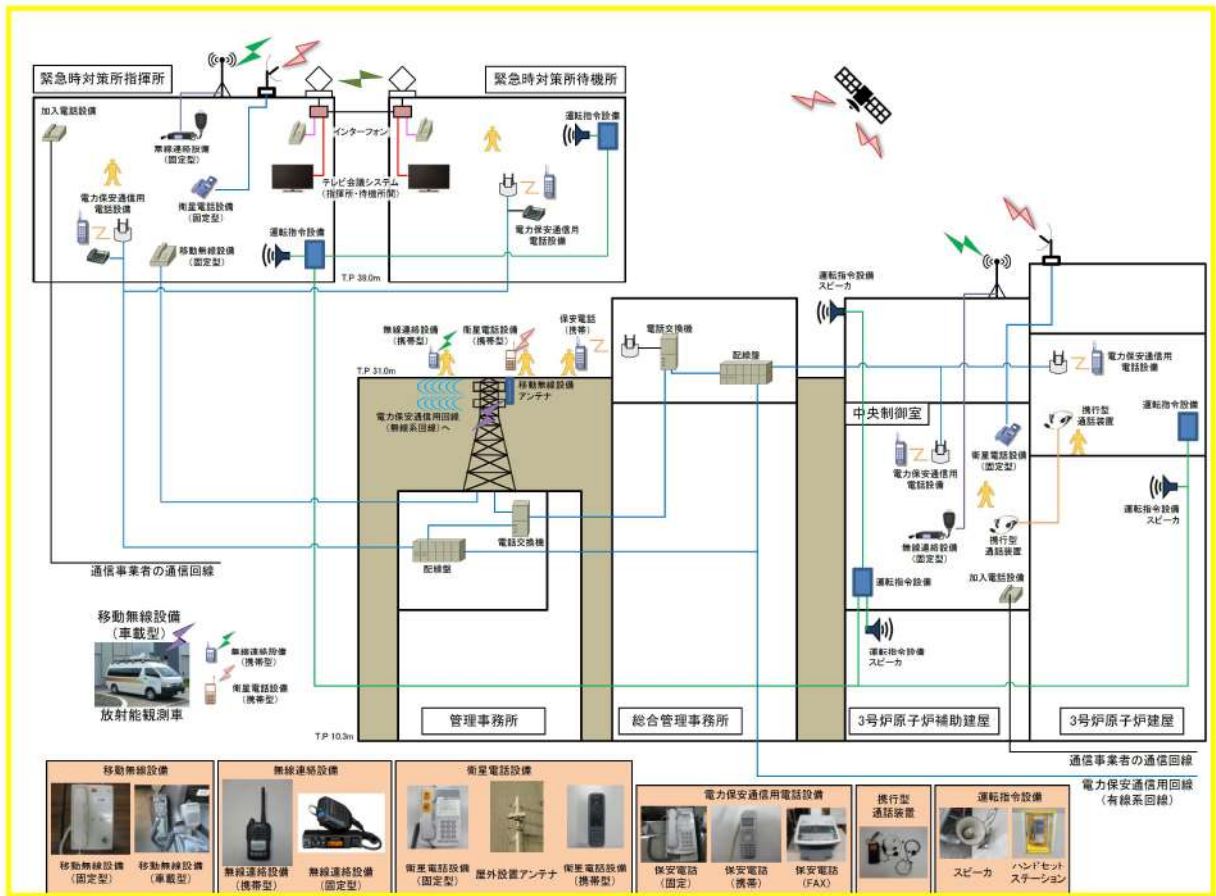 緊急時対策所指揮所
緊急時対策所待機所
加入電話設備
無線連絡設備
(固定型)
インターフォン
運転指令設備
電力保安通信用
電話設備
衛星電話設備
(固定型)
テレビ会議システム
(指揮所・待機所間)
移動無線設備
(固定型)
運転指令設備
電力保安通信用
電話設備
T.P 38.0m
無線連絡設備
(携帯型)
衛星電話設備
(携帯型)
保安電話
(携帯)
電話交換機
配線盤
運転指令設備
スピーカ
電力保安通信用
電話設備
T.P 31.0m
移動無線設備
アンテナ
電力保安通信用回線
(無線系回線)へ
中央制御室
携行型
通話装置
運転指令設備
電力保安通信用
電話設備
衛星電話設備
(固定型)
運転指令設備
スピーカ
電話交換機
配線盤
無線連絡設備
(固定型)
携行型
通話装置
通信事業者の通信回線
運転指令設備
加入電話設備
移動無線設備
(車載型)
無線連絡設備
(携帯型)
衛星電話設備
(携帯型)
放射能観測車
運転指令設備
スピーカ
管理事務所
総合管理事務所
3号炉原子炉補助建屋
3号炉原子炉建屋
T.P 10.3m
通信事業者の通信回線
電力保安通信用回線
(有線系回線)
移動無線設備
移動無線設備
(固定型)
移動無線設備
(車載型)
無線連絡設備
無線連絡設備
(携帯型)
無線連絡設備
(固定型)
衛星電話設備
衛星電話設備
(固定型)
屋外設置アンテナ
衛星電話設備
(携帯型)
電力保安通信用電話設備
保安電話
(固定)
保安電話
(携帯)
保安電話
(FAX)
携行型
通話装置
運転指令設備
スピーカ
ハンドセット
ステーション